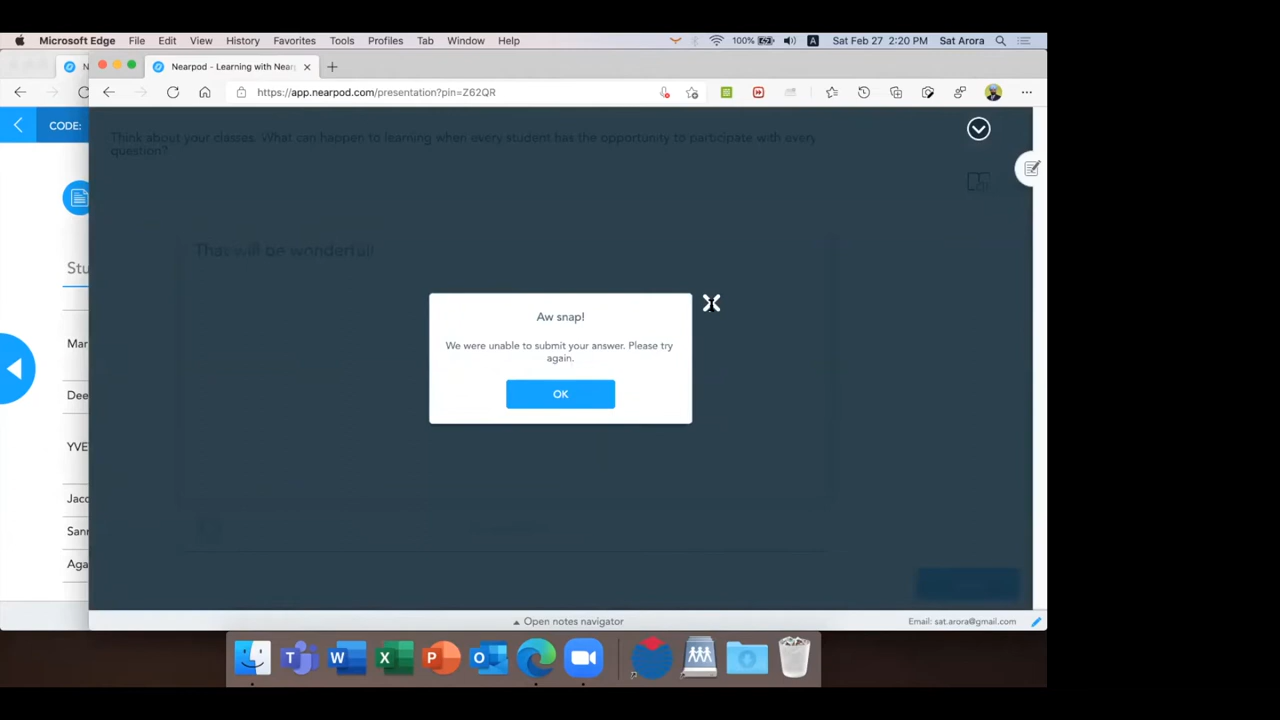 Microsoft Edge File Edit View History Favorites Tools Profiles Tab Window Help 100% A Sat Feb 27 2:20 PM Sat Arora
N Nearpod - Learning with Near
https://app.nearpod.com/presentation?pin=Z62QR
CODE:
Think about your classes. What can happen to learning when every student has the opportunity to participate with every
question?
That will be wonderful!
Stu
Aw snap!
Mar
We were unable to submit your answer. Please try
again.
OK
Dee
YVE
Jaco
Sann
Aga
Open notes navigator
Email: sat.arora@gmail.com
T W X P O